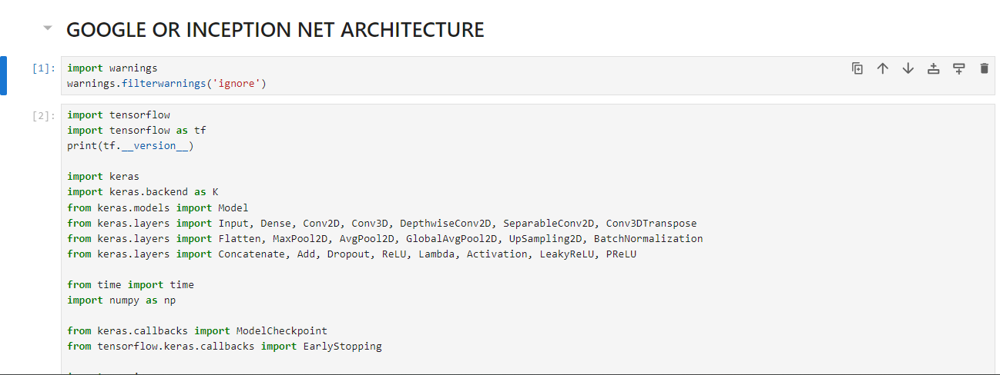 GOOGLE OR INCEPTION NET ARCHITECTURE
[1]:
import warnings
warnings.filterwarnings('ignore')
[2]:
import tensorflow
import tensorflow as tf
print(tf.__version__)
import keras
import keras.backend as K
from keras.models import Model
from keras.layers import Input, Dense, Conv2D, Conv3D, DepthwiseConv2D, SeparableConv2D, Conv3DTranspose
from keras.layers import Flatten, MaxPool2D, AvgPool2D, GlobalAvgPool2D, UpSampling2D, BatchNormalization
from keras.layers import Concatenate, Add, Dropout, ReLU, Lambda, Activation, LeakyReLU, PReLU
from time import time
import numpy as np
from keras.callbacks import ModelCheckpoint
from tensorflow.keras.callbacks import EarlyStopping